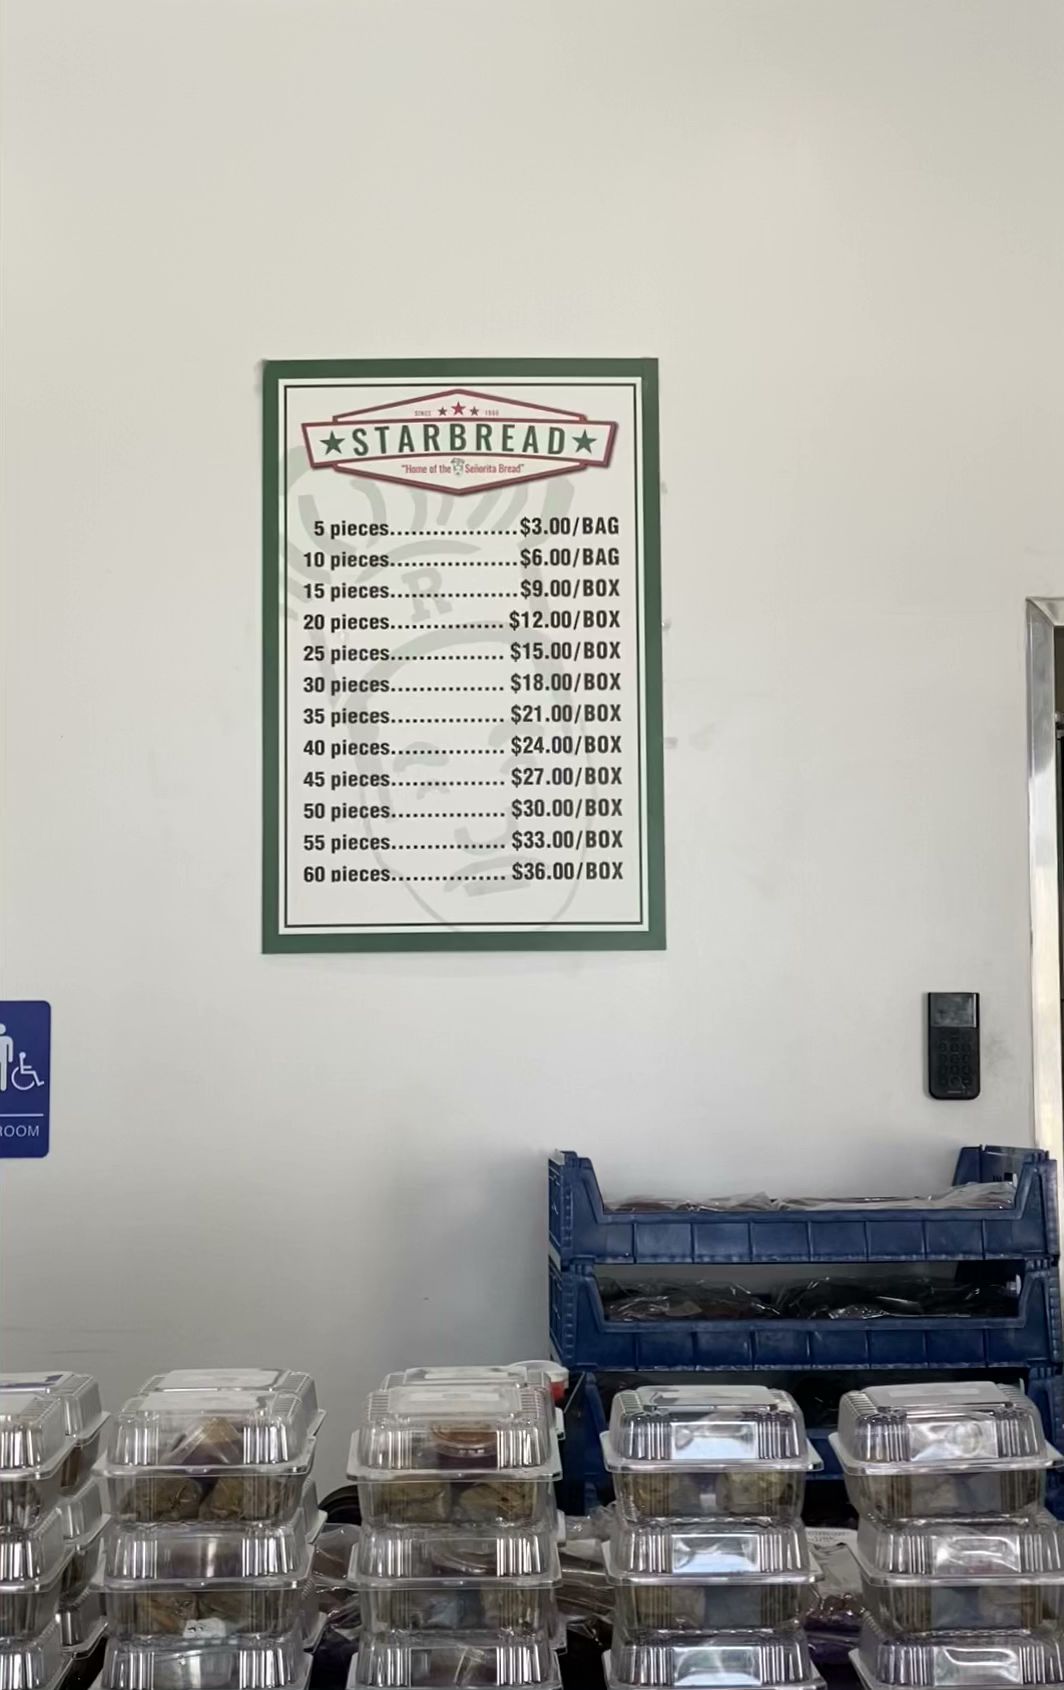 SINCE
STARBREAD
"Home of the Señorita Bread"
R
5 pieces..................$3.00/BAG
10 pieces..................$6.00/BAG
15 pieces..................$9.00/BOX
20 pieces................ $12.00/BOX
25 pieces................ $15.00/BOX
30 pieces................ $18.00/BOX
35 pieces................ $21.00/BOX
40 pieces................ $24.00/BOX
45 pieces................ $27.00/BOX
50 pieces................ $30.00/BOX
55 pieces................ $33.00/BOX
60 pieces................ $36.00/BOX
ROOM